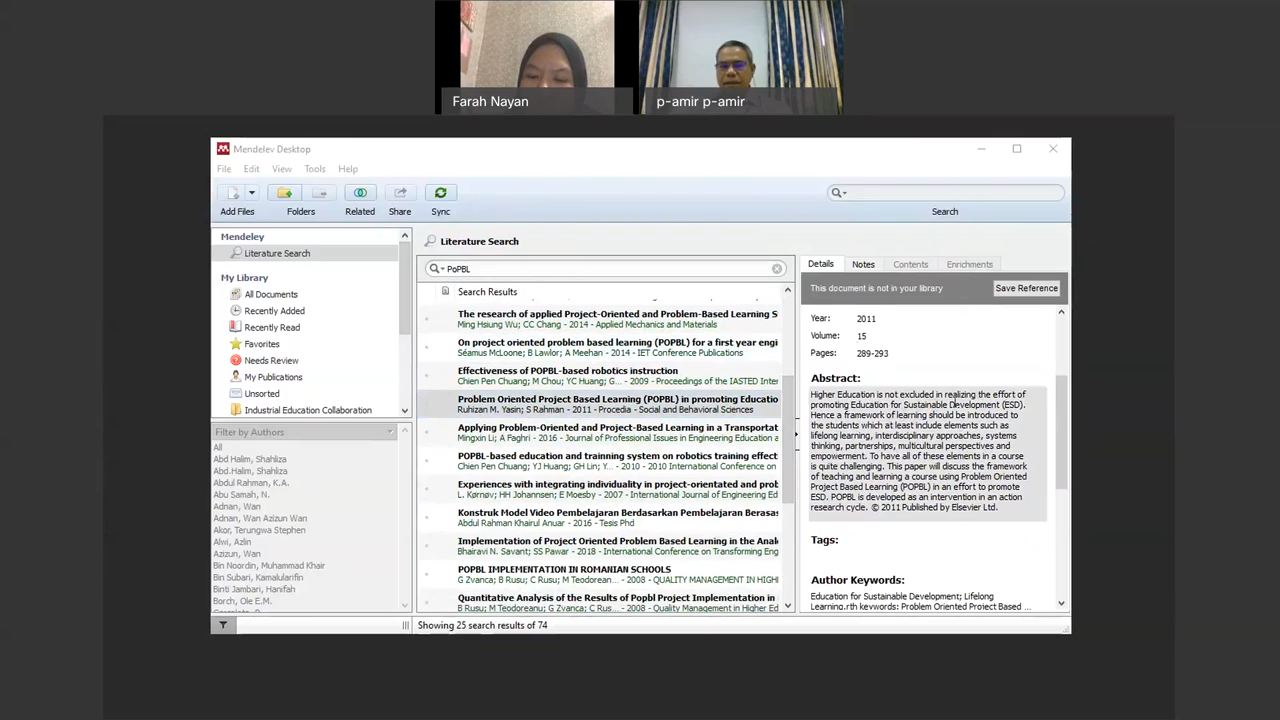 Farah Nayan
p-amir p-amir
Mendeley Desktop
File Edit View Tools Help
Add Files Folders Related Share Sync Search
Mendeley
Literature Search
My Library
All Documents
Recently Added
Recently Read
Favorites
Needs Review
My Publications
Unsorted
Industrial Education Collaboration
Filter by Authors
All
Abd Halim, Shahliza
Abd.Halim, Shahliza
Abdul Rahman, K.A.
Abu Samah, N.
Adnan, Wan
Adnan, Wan Azizun Wan
Akor, Terungwa Stephen
Alwi, Azlin
Azizun, Wan
Bin Noordin, Muhammad Khair
Bin Subari, Kamalularifin
Binti Jambari, Hanifah
Borch, Ole E.M.
Literature Search
PoPBL
Search Results
The research of applied Project-Oriented and Problem-Based Learning S
Ming Hsiung Wu; CC Chang - 2014 - Applied Mechanics and Materials
On project oriented problem based learning (POPBL) for a first year engi
Séamus McLoone; B Lawlor; A Meehan - 2014 - IET Conference Publications
Effectiveness of POPBL-based robotics instruction
Chien Pen Chuang; M Chou; YC Huang; G... - 2009 - Proceedings of the IASTED Inter
Problem Oriented Project Based Learning (POPBL) in promoting Educatio
Ruhizan M. Yasin; S Rahman - 2011 - Procedia - Social and Behavioral Sciences
Applying Problem-Oriented and Project-Based Learning in a Transportat
Mingxin Li; A Faghri - 2016 - Journal of Professional Issues in Engineering Education a
POPBL-based education and trainning system on robotics training effect
Chien Pen Chuang; YJ Huang; GH Lin; Y... - 2010 - 2010 International Conference on
Experiences with integrating individuality in project-orientated and prob
L. Kørnøv; HH Johannsen; E Moesby - 2007 - International Journal of Engineering Ed
Konstruk Model Video Pembelajaran Berdasarkan Pembelajaran Berasas
Abdul Rahman Khairul Anuar - 2016 - Tesis Phd
Implementation of Project Oriented Problem Based Learning in the Anak
Bhairavi N. Savant; SS Pawar - 2018 - International Conference on Transforming Eng
POPBL IMPLEMENTATION IN ROMANIAN SCHOOLS
G Zvanca; B Rusu; C Rusu; M Teodorean... - 2008 - QUALITY MANAGEMENT IN HIGH
Quantitative Analysis of the Results of Popbl Project Implementation in
B Rusu; M Teodoreanu; G Zvanca; C Rus... - 2008 - Quality Management in Higher Ed
Showing 25 search results of 74
Details Notes Contents Enrichments
This document is not in your library Save Reference
Year: 2011
Volume: 15
Pages: 289-293
Abstract:
Higher Education is not excluded in realizing the effort of
promoting Education for Sustainable Development (ESD).
Hence a framework of learning should be introduced to
the students which at least include elements such as
lifelong learning, interdisciplinary approaches, systems
thinking, partnerships, multicultural perspectives and
empowerment. To have all of these elements in a course
is quite challenging. This paper will discuss the framework
of teaching and learning a course using Problem Oriented
Project Based Learning (POPBL) in an effort to promote
ESD. POPBL is developed as an intervention in an action
research cycle. © 2011 Published by Elsevier Ltd.
Tags:
Author Keywords:
Education for Sustainable Development; Lifelong
Learning.rth keywords: Problem Oriented Project Based ...